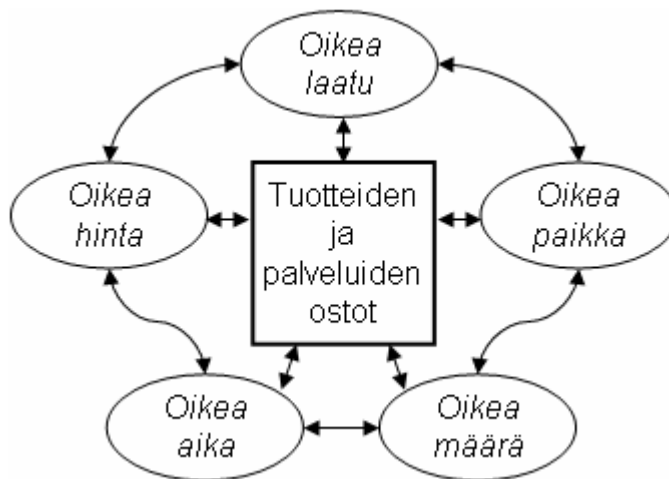 Oikea
laatu
Oikea
hinta
Tuotteiden
ja
palveluiden
ostot
Oikea
paikka
Oikea
aika
Oikea
määrä